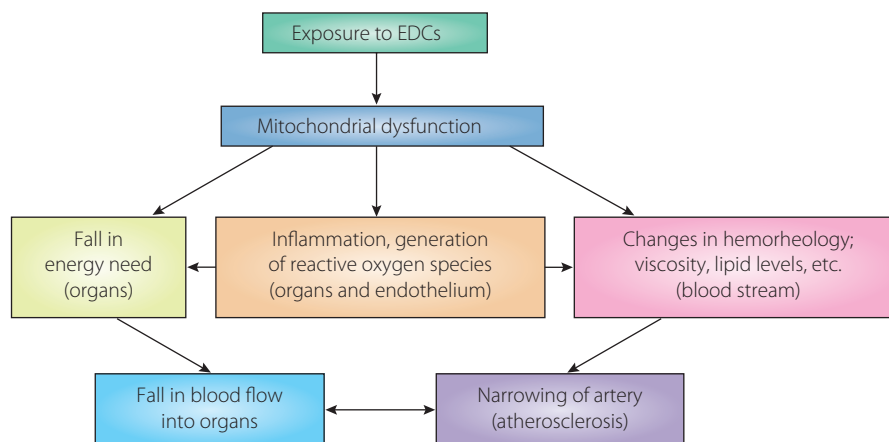 Exposure to EDCs
Mitochondrial dysfunction
Fall in
energy need
(organs)
Inflammation, generation
of reactive oxygen species
(organs and endothelium)
Changes in hemorheology;
viscosity, lipid levels, etc.
(blood stream)
Fall in blood flow
into organs
Narrowing of artery
(atherosclerosis)